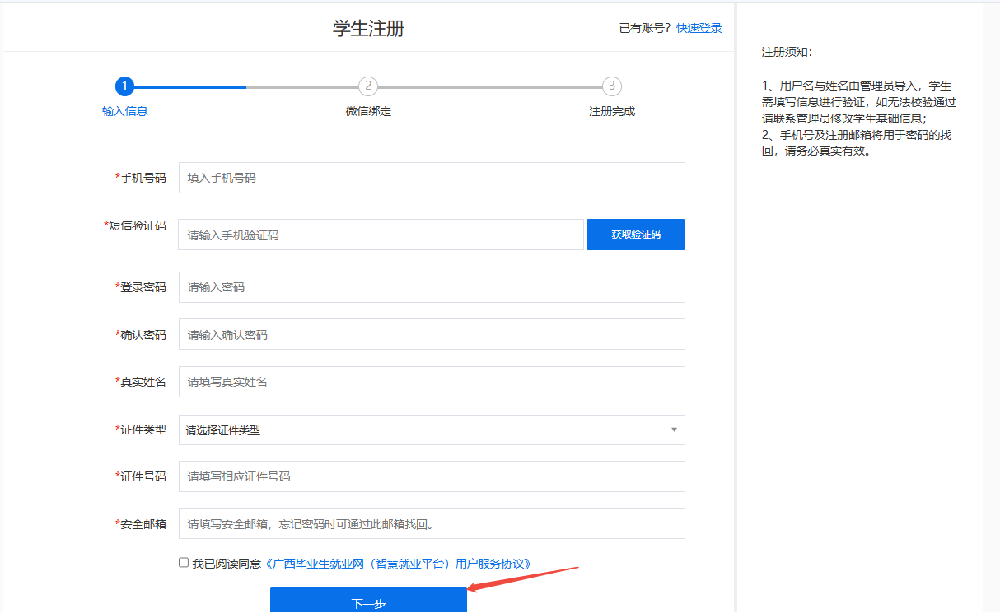 学生注册
已有账号? 快速登录
1
2
3
输入信息
微信绑定
注册完成
*手机号码 填入手机号码
*短信验证码 请输入手机验证码 获取验证码
*登录密码 请输入密码
*确认密码 请输入确认密码
*真实姓名 请填写真实姓名
*证件类型 请选择证件类型
*证件号码 请填写相应证件号码
*安全邮箱 请填写安全邮箱，忘记密码时可通过此邮箱找回。
我已阅读同意《广西毕业生就业网（智慧就业平台）用户服务协议》
下一步
注册须知：
1、用户名与姓名由管理员导入，学生
需填写信息进行验证，如无法校验通过
请联系管理员修改学生基础信息；
2、手机号及注册邮箱将用于密码的找
回，请务必真实有效。